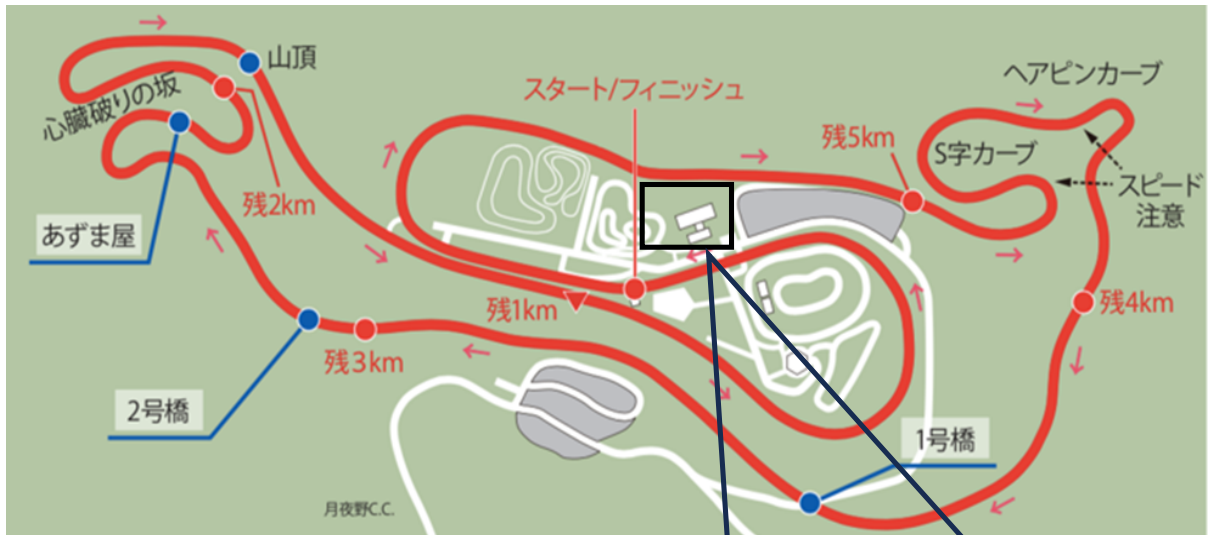 山頂
ヘアピンカーブ
スタート/フィニッシュ
心臓破りの坂
残5km
S字カーブ
スピード
注意
残2km
あずま屋
残1km
残4km
残3km
2号橋
1号橋
月夜野C.C.